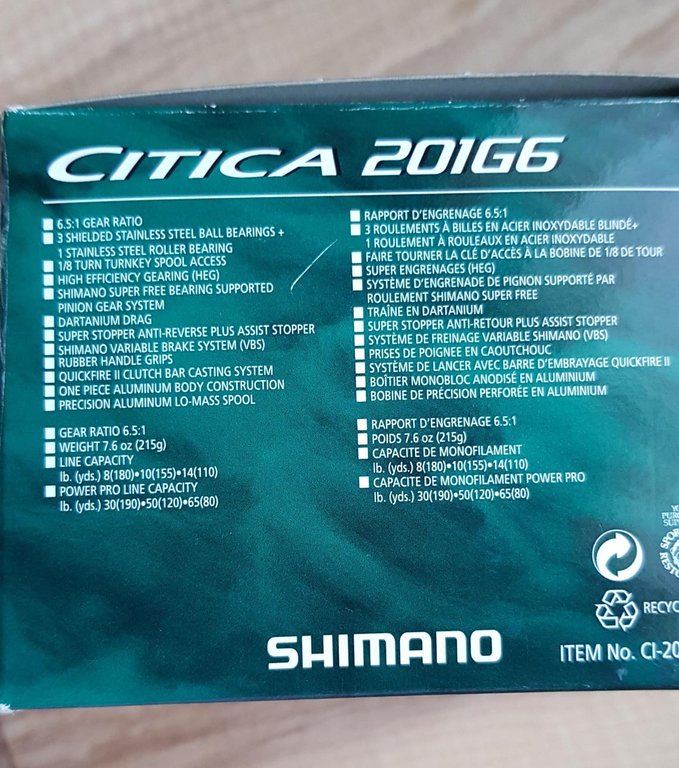 CITICA 201G6
6.5:1 GEAR RATIO
3 SHIELDED STAINLESS STEEL BALL BEARINGS +
1 STAINLESS STEEL ROLLER BEARING
1/8 TURN TURNKEY SPOOL ACCESS
HIGH EFFICIENCY GEARING (HEG)
SHIMANO SUPER FREE BEARING SUPPORTED
PINION GEAR SYSTEM
DARTANIUM DRAG
SUPER STOPPER ANTI-REVERSE PLUS ASSIST STOPPER
SHIMANO VARIABLE BRAKE SYSTEM (VBS)
RUBBER HANDLE GRIPS
QUICKFIRE II CLUTCH BAR CASTING SYSTEM
ONE PIECE ALUMINUM BODY CONSTRUCTION
PRECISION ALUMINUM LO-MASS SPOOL
GEAR RATIO 6.5:1
WEIGHT 7.6 oz (215g)
LINE CAPACITY
lb. (yds.) 8(180)•10(155)•14(110)
POWER PRO LINE CAPACITY
lb. (yds.) 30(190)•50(120)•65(80)
RAPPORT D'ENGRENAGE 6.5:1
3 ROULEMENTS À BILLES EN ACIER INOXYDABLE BLINDÉ+
1 ROULEMENT À ROULEAUX EN ACIER INOXYDABLE
FAIRE TOURNER LA CLÉ D'ACCÈS À LA BOBINE DE 1/8 DE TOUR
SUPER ENGRENAGES (HEG)
SYSTÈME D'ENGRENADE DE PIGNON SUPPORTÉ PAR
ROULEMENT SHIMANO SUPER FREE
TRAÎNE EN DARTANIUM
SUPER STOPPER ANTI-RETOUR PLUS ASSIST STOPPER
SYSTÈME DE FREINAGE VARIABLE SHIMANO (VBS)
PRISES DE POIGNEE EN CAOUTCHOUC
SYSTÈME DE LANCER AVEC BARRE D'EMBRAYAGE QUICKFIRE II
BOÎTIER MONOBLOC ANODISÉ EN ALUMINIUM
BOBINE DE PRÉCISION PERFORÉE EN ALUMINIUM
RAPPORT D'ENGRENAGE 6.5:1
POIDS 7.6 oz (215g)
CAPACITE DE MONOFILAMENT
lb. (yds.) 8(180)•10(155)•14(110)
CAPACITE DE MONOFILAMENT POWER PRO
lb. (yds.) 30(190)•50(120)•65(80)
RECYC
SHIMANO
ITEM No. CI-20